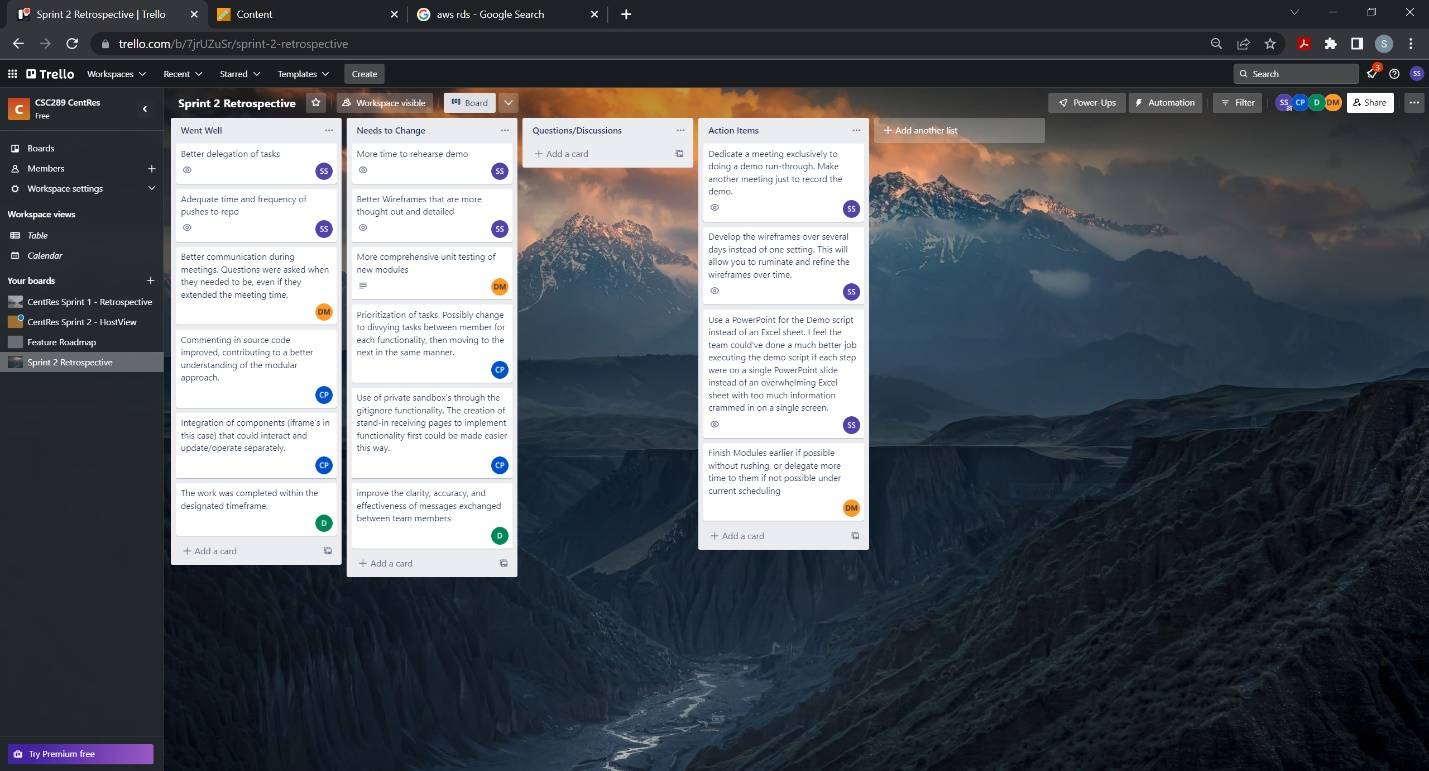 Sprint 2 Retrospective | Trello
Content
aws rds - Google Search
trello.com/b/7jrUZuSr/sprint-2-retrospective
S
Trello
Workspaces
Recent
Starred
Templates
Create
Search
3
SS
C
CSC289 CentRes
Free
Boards
Members
Workspace settings
Workspace views
Table
Calendar
Your boards
CentRes Sprint 1 - Retrospective
CentRes Sprint 2 - HostView
Feature Roadmap
Sprint 2 Retrospective
Try Premium free
Sprint 2 Retrospective
Workspace visible
Board
Power-Ups
Automation
Filter
SS
CP
D
DM
Share
Went Well
Better delegation of tasks
SS
Adequate time and frequency of
pushes to repo
SS
Better communication during
meetings. Questions were asked when
they needed to be, even if they
extended the meeting time.
DM
Commenting in source code
improved, contributing to a better
understanding of the modular
approach.
CP
Integration of components (iframe's in
this case) that could interact and
update/operate separately.
CP
The work was completed within the
designated timeframe.
D
Add a card
Needs to Change
More time to rehearse demo
SS
Better Wireframes that are more
thought out and detailed
SS
More comprehensive unit testing of
new modules
DM
Prioritization of tasks. Possibly change
to divvying tasks between member for
each functionality, then moving to the
next in the same manner.
CP
Use of private sandbox's through the
gitignore functionality. The creation of
stand-in receiving pages to implement
functionality first could be made easier
this way.
CP
improve the clarity, accuracy, and
effectiveness of messages exchanged
between team members
D
Add a card
Questions/Discussions
Add a card
Action Items
Dedicate a meeting exclusively to
doing a demo run-through. Make
another meeting just to record the
demo.
SS
Develop the wireframes over several
days instead of one setting. This will
allow you to ruminate and refine the
wireframes over time.
SS
Use a PowerPoint for the Demo script
instead of an Excel sheet. I feel the
team could've done a much better job
executing the demo script if each step
were on a single PowerPoint slide
instead of an overwhelming Excel
sheet with too much information
crammed in on a single screen.
SS
Finish Modules earlier if possible
without rushing, or delegate more
time to them if not possible under
current scheduling
DM
Add a card
Add another list